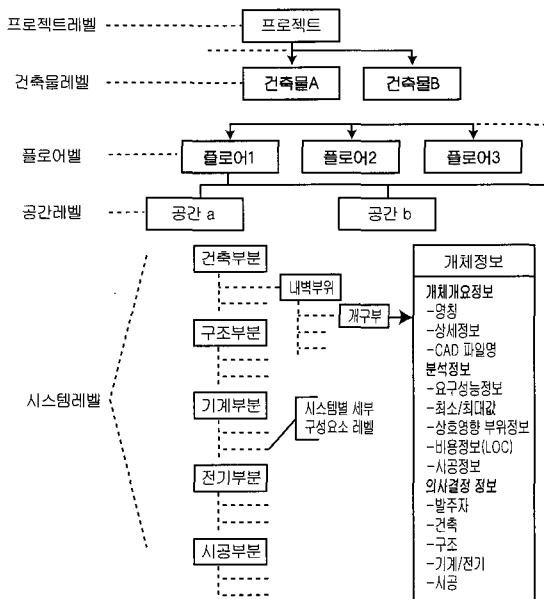 프로젝트레벨
프로젝트
건축물레벨
건축물A
건축물B
플로어벨
플로어1
플로어2
플로어3
공간레벨
공간 a
공간 b
시스템레벨
건축부분
내벽부위
개구부
구조부분
기계부분
시스템별 세부
구성요소 레벨
전기부분
시공부분
개체정보
개체개요정보
-명칭
-상세정보
-CAD 파일명
분석정보
-요구성능정보
-최소/최대값
-상호영향 부위정보
-비용정보(LOC)
-시공정보
의사결정 정보
-발주자
-건축
-구조
-기계/전기
-시공